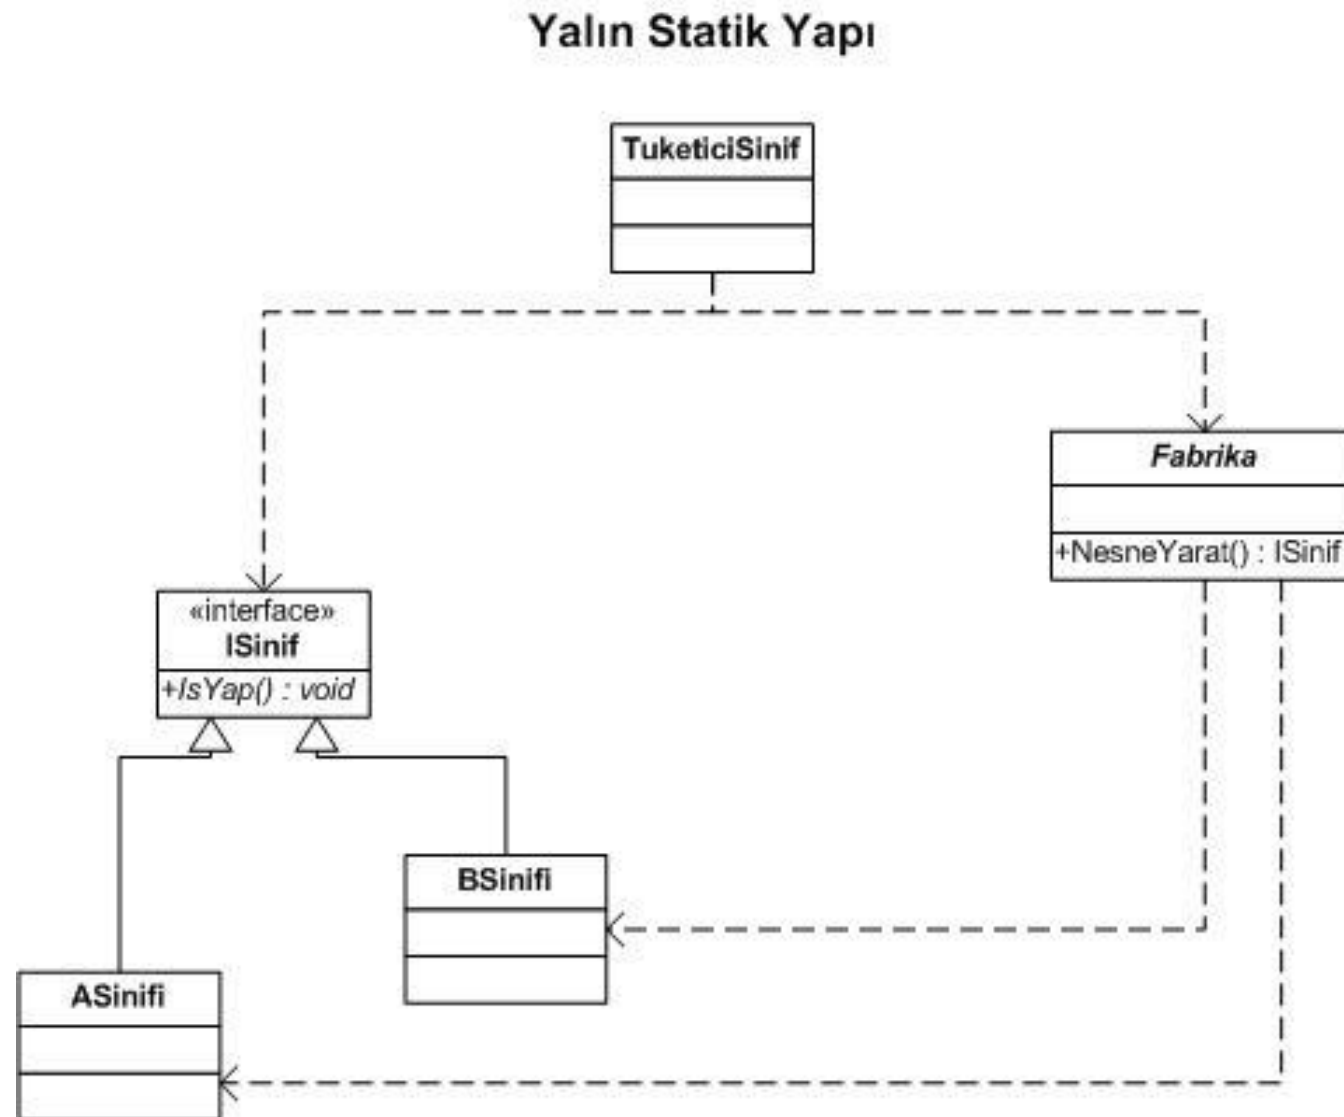 Yalın Statik Yapı
TuketiciSinif
Fabrika
+NesneYarat() : ISinif
«interface»
ISinif
+IsYap() : void
BSinifi
ASinifi